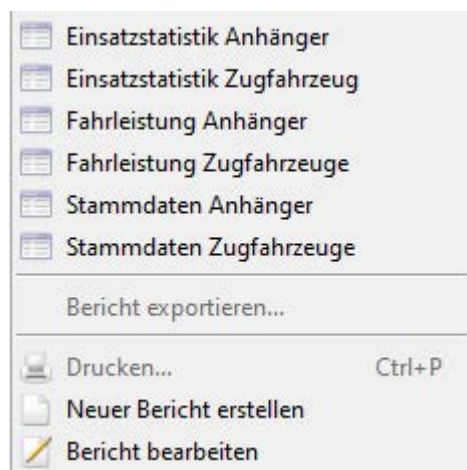 Einsatzstatistik Anhänger
Einsatzstatistik Zugfahrzeug
Fahrleistung Anhänger
Fahrleistung Zugfahrzeuge
Stammdaten Anhänger
Stammdaten Zugfahrzeuge
Bericht exportieren...
Drucken... Ctrl+P
Neuer Bericht erstellen
Bericht bearbeiten